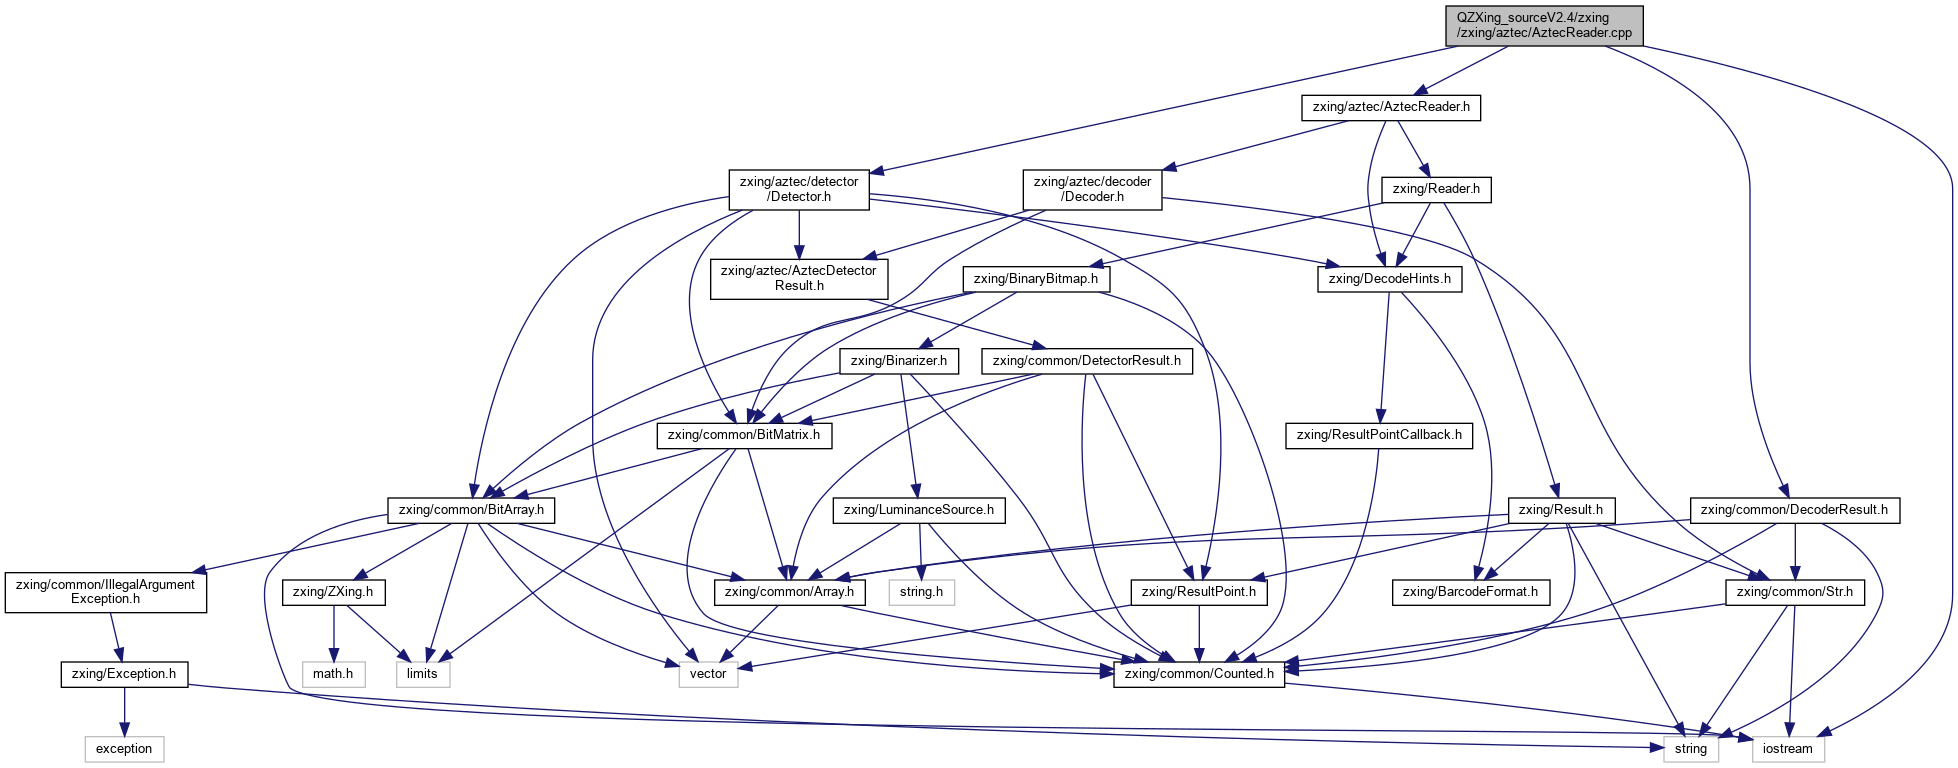 QZXing_sourceV2.4/zxing
/zxing/aztec/AztecReader.cpp
zxing/aztec/AztecReader.h
zxing/aztec/detector
/Detector.h
zxing/aztec/decoder
/Decoder.h
zxing/Reader.h
zxing/aztec/AztecDetector
Result.h
zxing/BinaryBitmap.h
zxing/DecodeHints.h
zxing/Binarizer.h
zxing/common/DetectorResult.h
zxing/common/BitMatrix.h
zxing/ResultPointCallback.h
zxing/common/BitArray.h
zxing/LuminanceSource.h
zxing/Result.h
zxing/common/DecoderResult.h
zxing/common/IllegalArgument
Exception.h
zxing/ZXing.h
zxing/common/Array.h
string.h
zxing/ResultPoint.h
zxing/BarcodeFormat.h
zxing/common/Str.h
zxing/Exception.h
math.h
limits
vector
zxing/common/Counted.h
exception
string
iostream